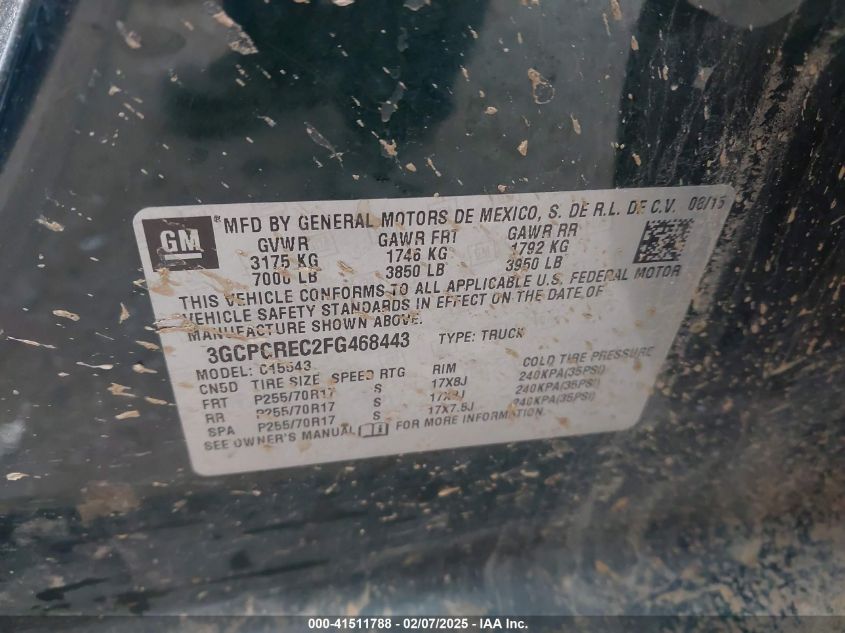 GM ® MFD BY GENERAL MOTORS DE MEXICO, S. DE R.L. DE C.V. 08/15
GVWR GAWR FRT GAWR RR
3175 KG 1746 KG 1792 KG
7000 LB 3850 LB 3950 LB
THIS VEHICLE CONFORMS TO ALL APPLICABLE U.S. FEDERAL MOTOR
VEHICLE SAFETY STANDARDS IN EFFECT ON THE DATE OF
MANUFACTURE SHOWN ABOVE.
3GCPCREC2FG468443 TYPE: TRUCK
MODEL: C15543
CN5D TIRE SIZE SPEED RTG RIM COLD TIRE PRESSURE
FRT P255/70R17 S 17X8J 240KPA(35PSI)
RR P255/70R17 S 17X8J 240KPA(35PSI)
SPA P255/70R17 S 17X7.5J 240KPA(35PSI)
SEE OWNER'S MANUAL FOR MORE INFORMATION.
000-41511788 - 02/07/2025 - IAA Inc.